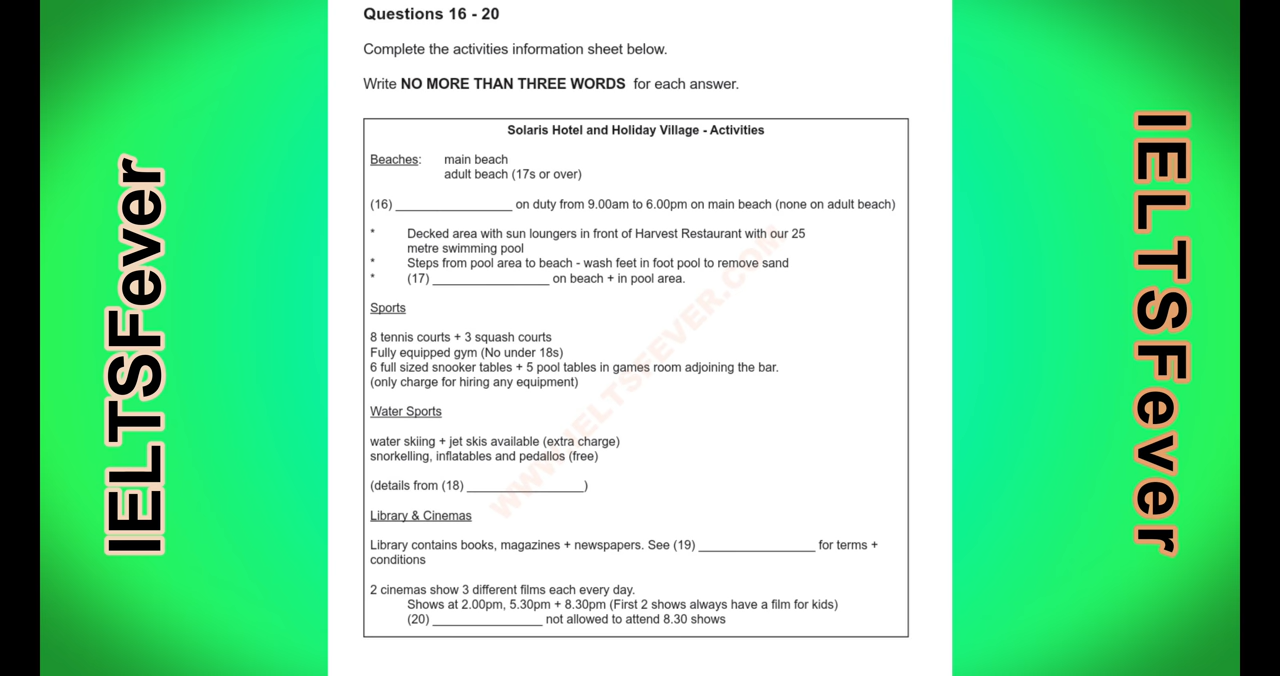 Questions 16 - 20
Complete the activities information sheet below.
Write NO MORE THAN THREE WORDS for each answer.
Solaris Hotel and Holiday Village - Activities
Beaches: main beach
adult beach (17s or over)
(16) _________________ on duty from 9.00am to 6.00pm on main beach (none on adult beach)
* Decked area with sun loungers in front of Harvest Restaurant with our 25
metre swimming pool
* Steps from pool area to beach - wash feet in foot pool to remove sand
* (17) _________________ on beach + in pool area.
Sports
8 tennis courts + 3 squash courts
Fully equipped gym (No under 18s)
6 full sized snooker tables + 5 pool tables in games room adjoining the bar.
(only charge for hiring any equipment)
Water Sports
water skiing + jet skis available (extra charge)
snorkelling, inflatables and pedallos (free)
(details from (18) _________________)
Library & Cinemas
Library contains books, magazines + newspapers. See (19) _________________ for terms +
conditions
2 cinemas show 3 different films each every day.
Shows at 2.00pm, 5.30pm + 8.30pm (First 2 shows always have a film for kids)
(20) ________________ not allowed to attend 8.30 shows
WWW.IELTSFEVER.COM
IELTSFever
IELTSFever